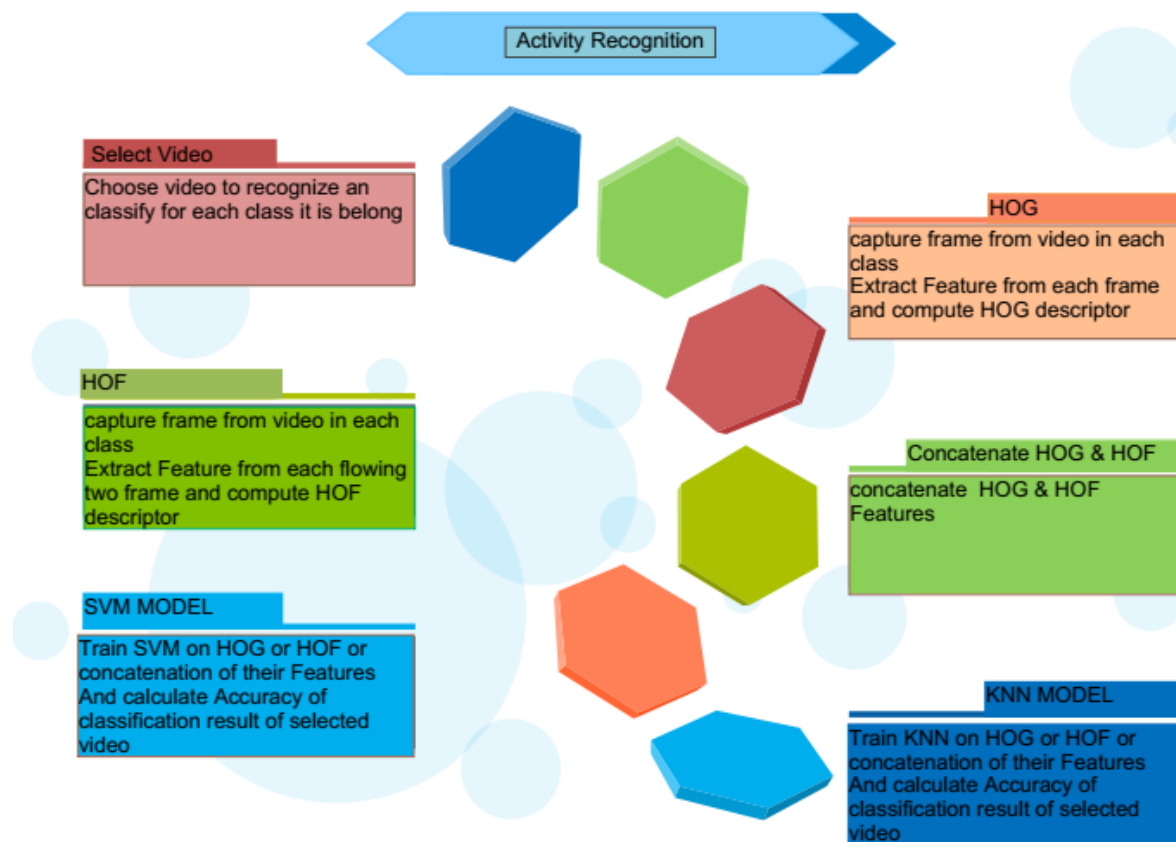 Activity Recognition
Select Video
Choose video to recognize an
classify for each class it is belong
HOG
capture frame from video in each
class
Extract Feature from each frame
and compute HOG descriptor
HOF
capture frame from video in each
class
Extract Feature from each flowing
two frame and compute HOF
descriptor
Concatenate HOG & HOF
concatenate HOG & HOF
Features
SVM MODEL
Train SVM on HOG or HOF or
concatenation of their Features
And calculate Accuracy of
classification result of selected
video
KNN MODEL
Train KNN on HOG or HOF or
concatenation of their Features
And calculate Accuracy of
classification result of selected
video